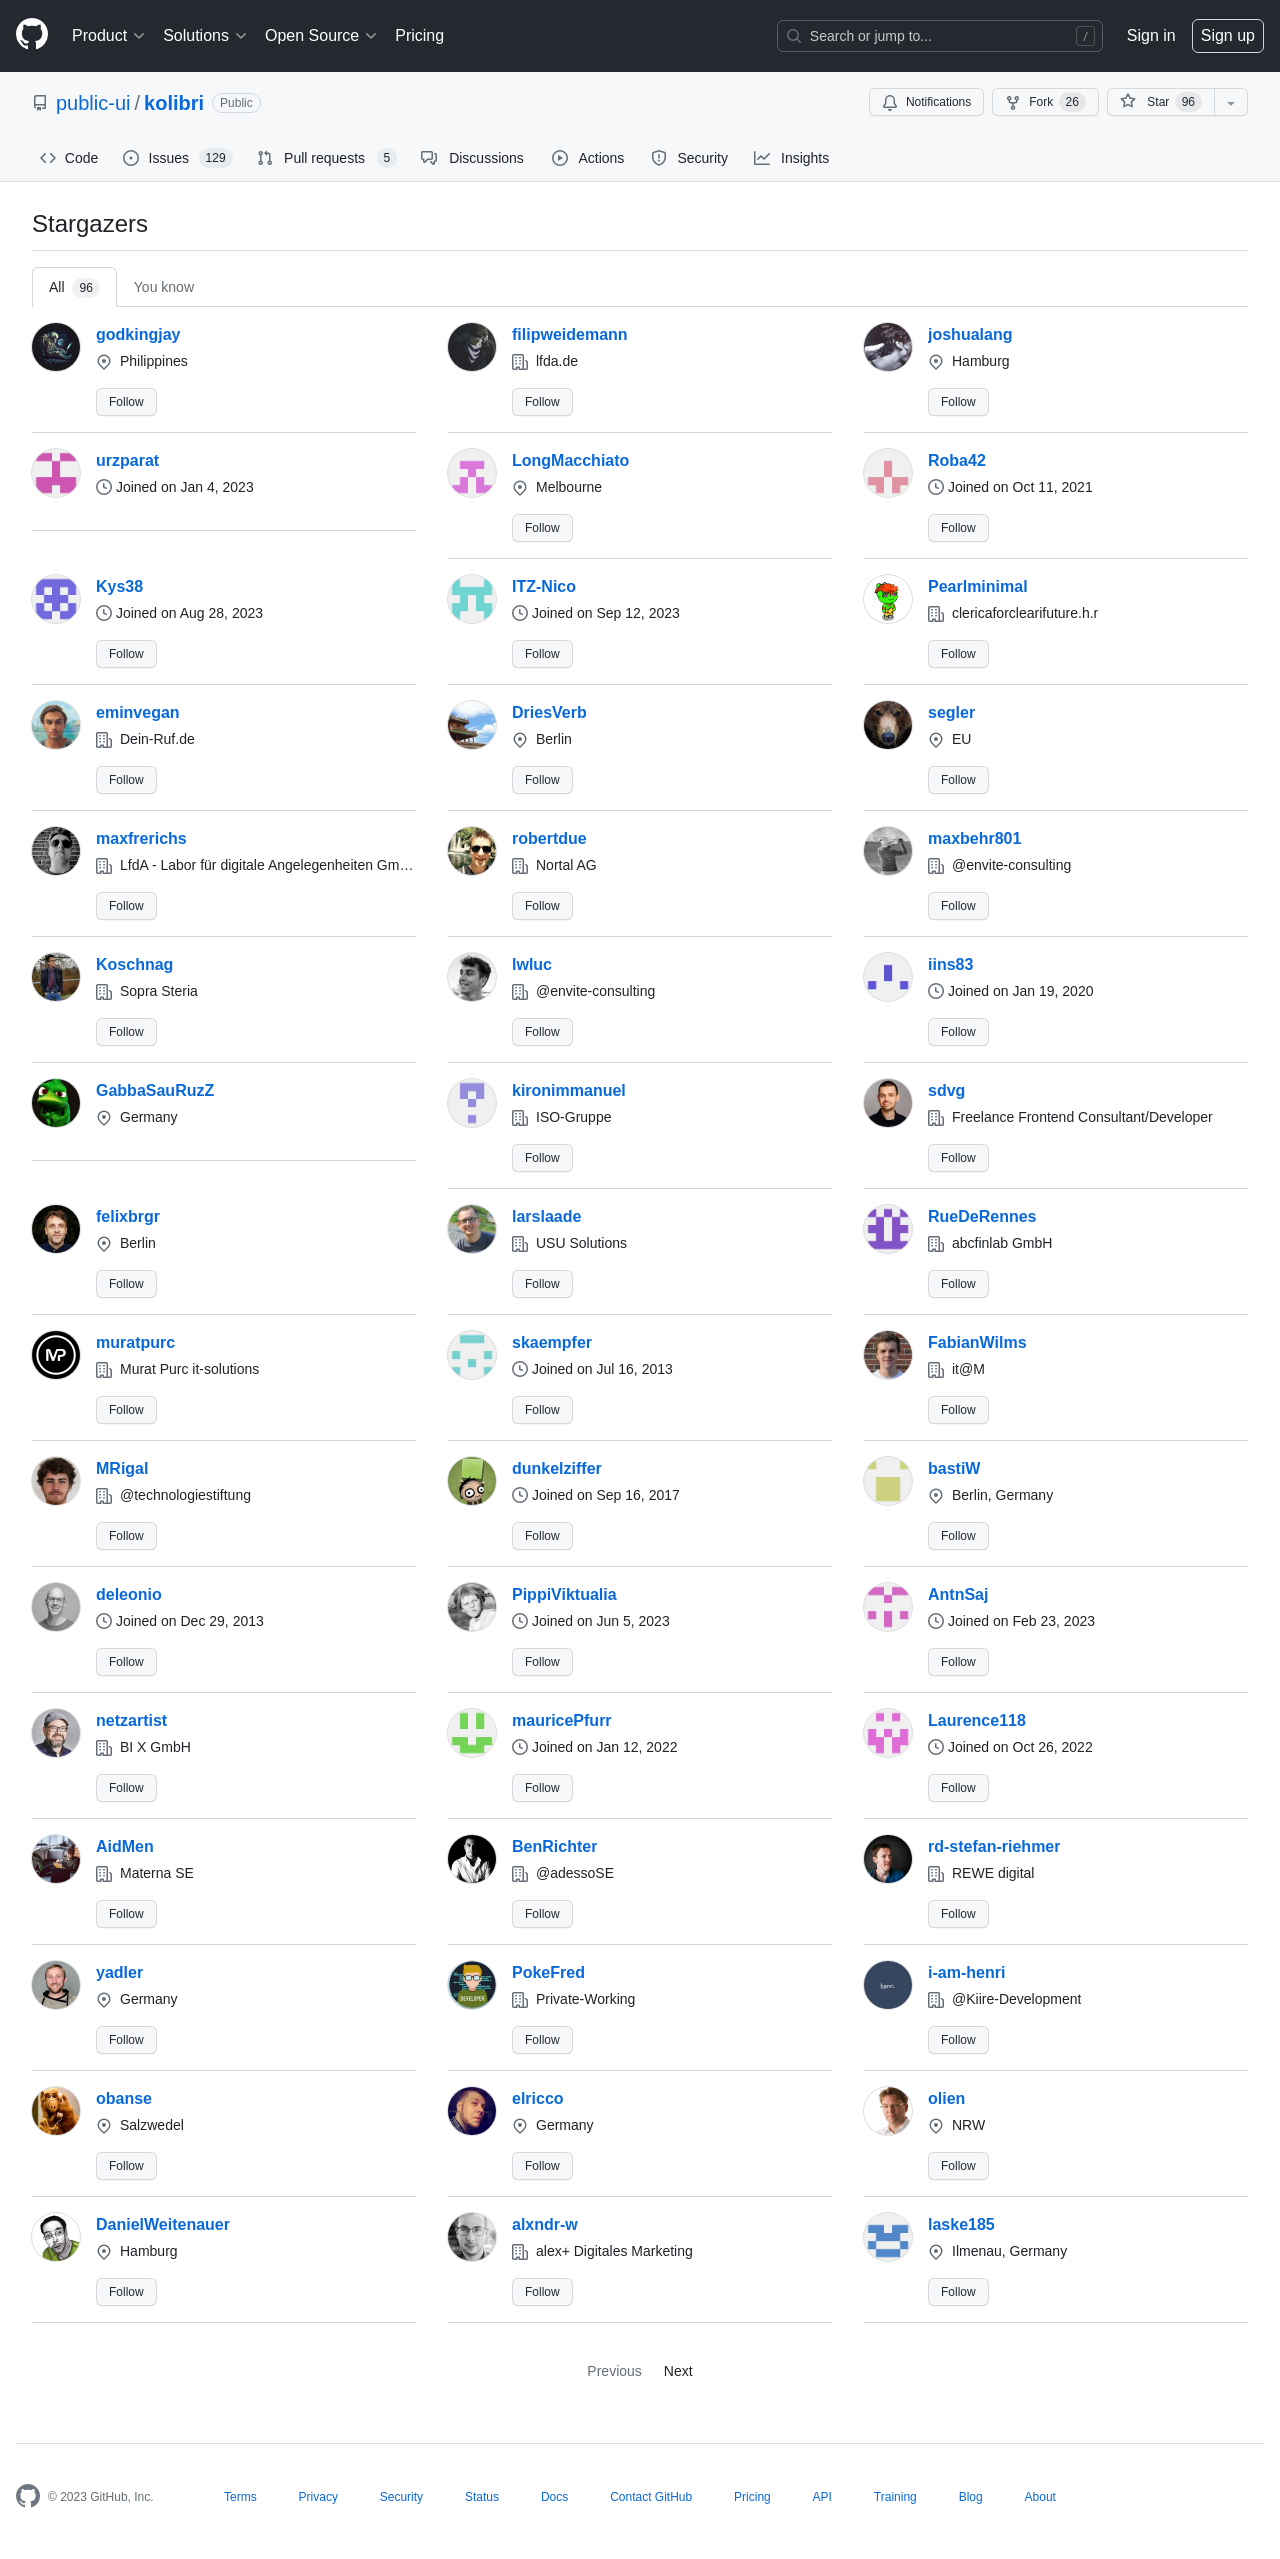 Product Solutions Open Source Pricing Search or jump to... / Sign in Sign up
public-ui / kolibri Public Notifications Fork 26 Star 96
Code Issues 129 Pull requests 5 Discussions Actions Security Insights
Stargazers
All 96 You know
godkingjay filipweidemann joshualang
Philippines lfda.de Hamburg
Follow Follow Follow
urzparat LongMacchiato Roba42
Joined on Jan 4, 2023 Melbourne Joined on Oct 11, 2021
Follow Follow
Kys38 ITZ-Nico Pearlminimal
Joined on Aug 28, 2023 Joined on Sep 12, 2023 clericaforclearifuture.h.r
Follow Follow Follow
eminvegan DriesVerb segler
Dein-Ruf.de Berlin EU
Follow Follow Follow
maxfrerichs robertdue maxbehr801
LfdA - Labor für digitale Angelegenheiten Gm… Nortal AG @envite-consulting
Follow Follow Follow
Koschnag lwluc iins83
Sopra Steria @envite-consulting Joined on Jan 19, 2020
Follow Follow Follow
GabbaSauRuzZ kironimmanuel sdvg
Germany ISO-Gruppe Freelance Frontend Consultant/Developer
Follow Follow
felixbrgr larslaade RueDeRennes
Berlin USU Solutions abcfinlab GmbH
Follow Follow Follow
muratpurc skaempfer FabianWilms
Murat Purc it-solutions Joined on Jul 16, 2013 it@M
Follow Follow Follow
MRigal dunkelziffer bastiW
@technologiestiftung Joined on Sep 16, 2017 Berlin, Germany
Follow Follow Follow
deleonio PippiViktualia AntnSaj
Joined on Dec 29, 2013 Joined on Jun 5, 2023 Joined on Feb 23, 2023
Follow Follow Follow
netzartist mauricePfurr Laurence118
BI X GmbH Joined on Jan 12, 2022 Joined on Oct 26, 2022
Follow Follow Follow
AidMen BenRichter rd-stefan-riehmer
Materna SE @adessoSE REWE digital
Follow Follow Follow
yadler PokeFred i-am-henri
DEVELOPER henri.
Germany Private-Working @Kiire-Development
Follow Follow Follow
obanse elricco olien
Salzwedel Germany NRW
Follow Follow Follow
DanielWeitenauer alxndr-w laske185
Hamburg alex+ Digitales Marketing Ilmenau, Germany
Follow Follow Follow
Previous Next
© 2023 GitHub, Inc. Terms Privacy Security Status Docs Contact GitHub Pricing API Training Blog About